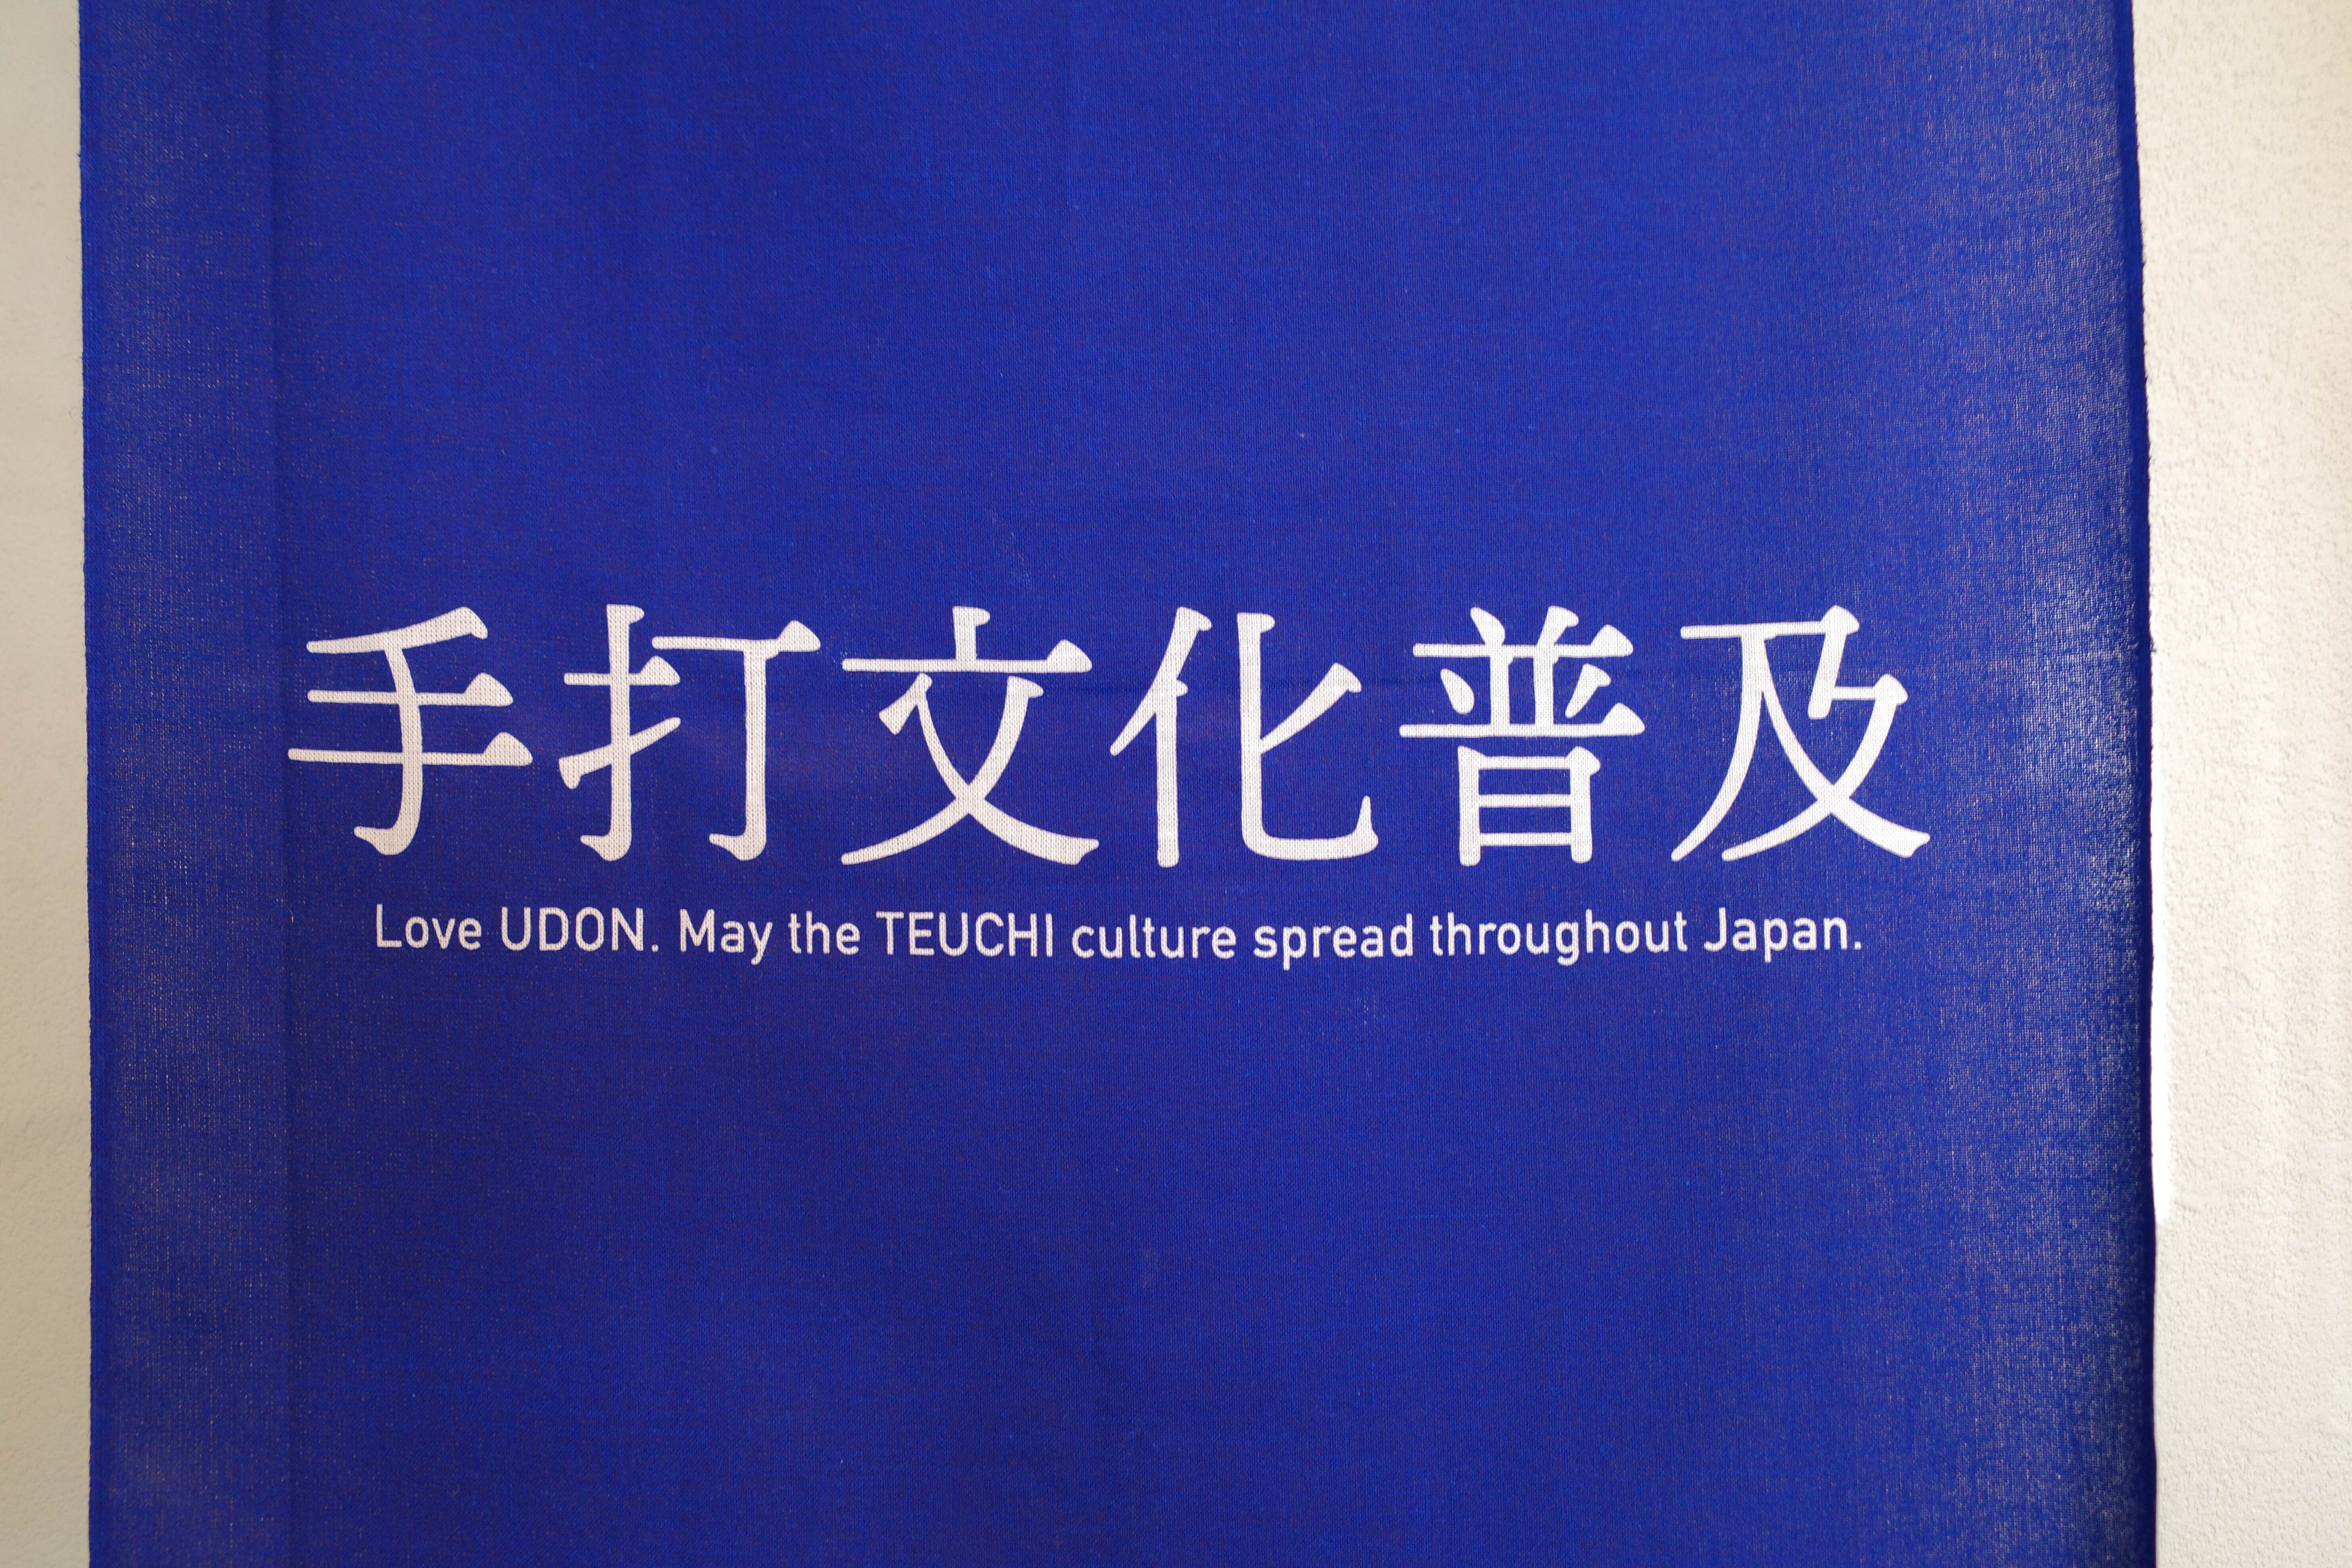 手打文化普及
Love UDON. May the TEUCHI culture spread throughout Japan.